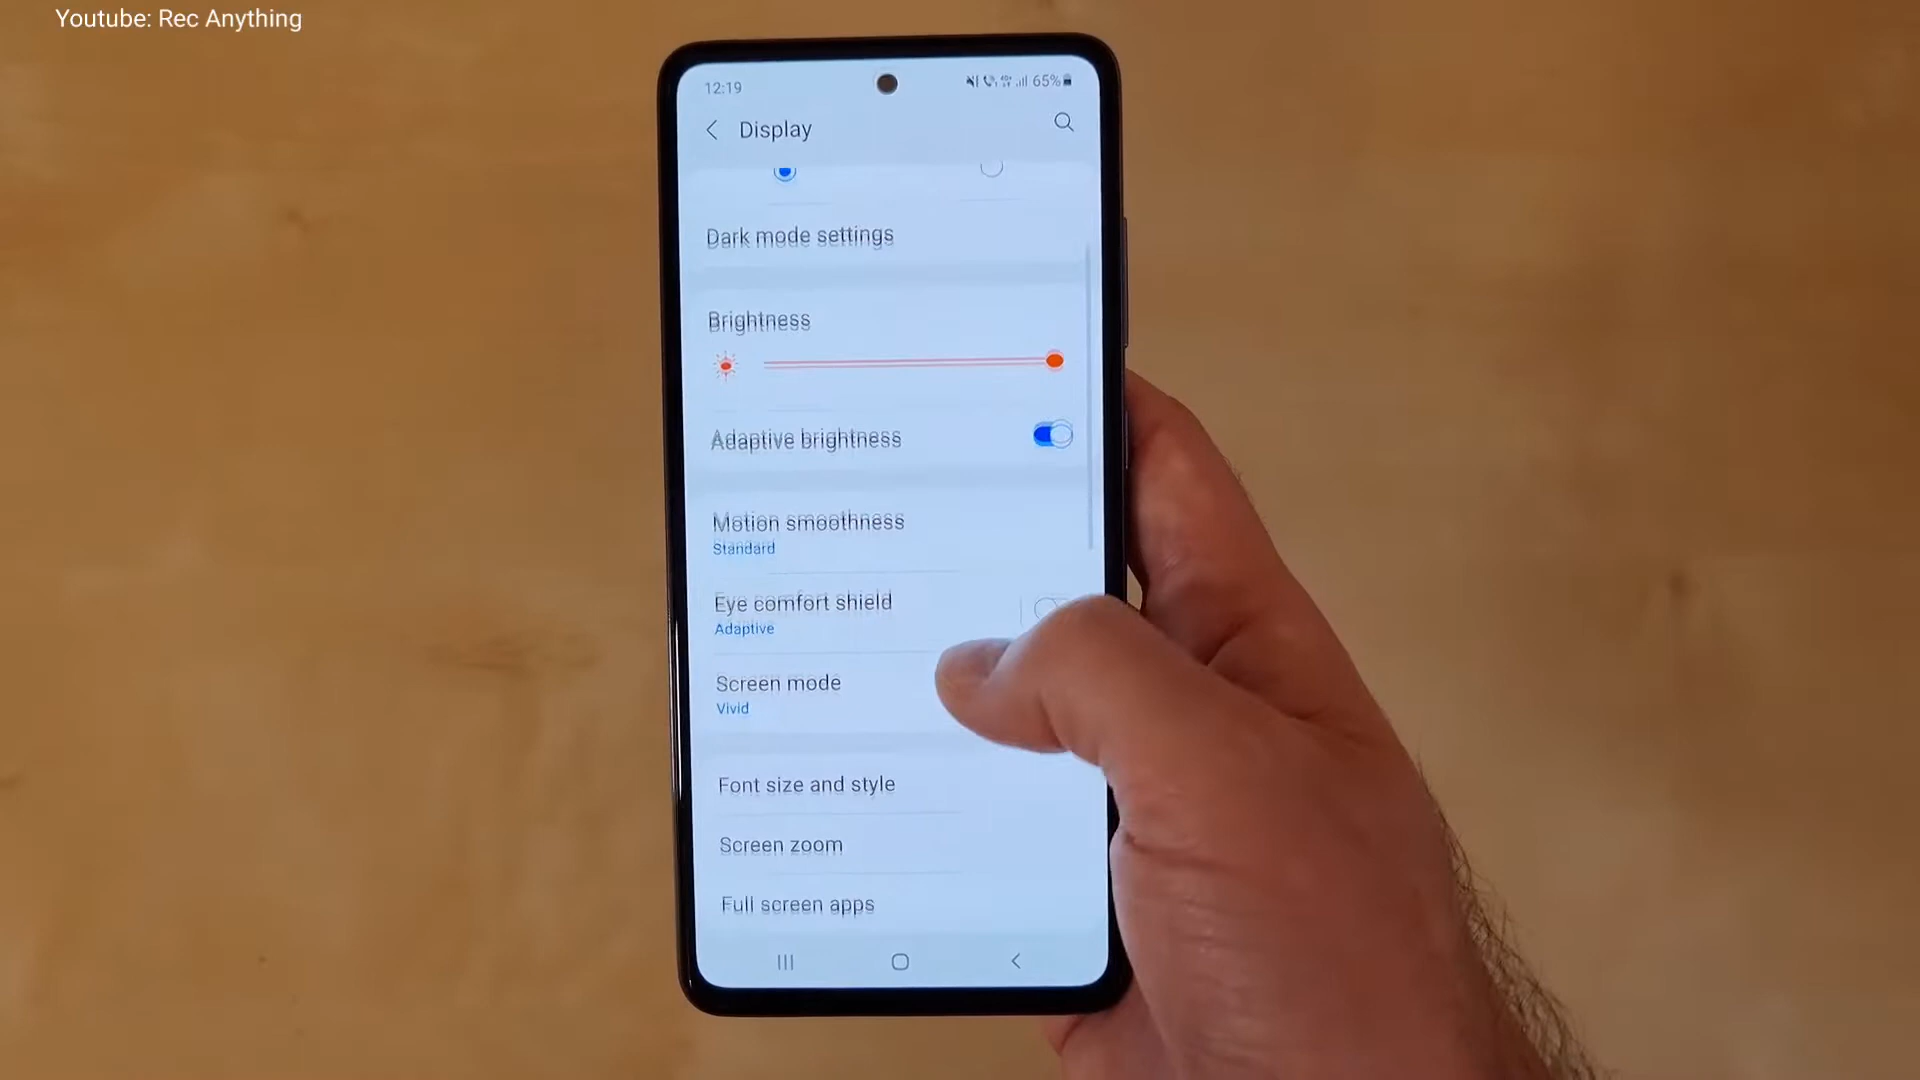 Youtube: Rec Anything
12:19
65%
Display
Dark mode settings
Brightness
Adaptive brightness
Motion smoothness
Standard
Eye comfort shield
Adaptive
Screen mode
Vivid
Font size and style
Screen zoom
Full screen apps